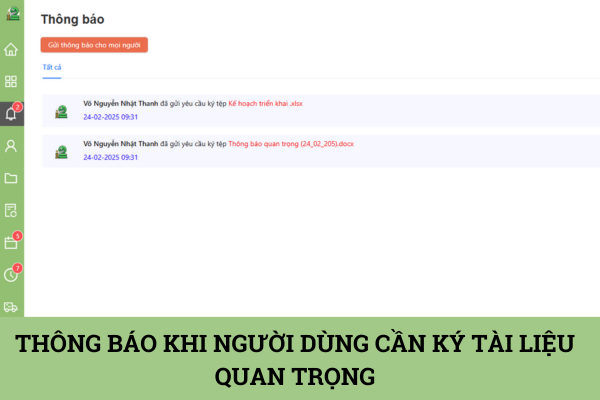 Thông báo
Gửi thông báo cho mọi người
Tất cả
Võ Nguyễn Nhật Thanh đã gửi yêu cầu ký tệp Kế hoạch triển khai .xlsx
24-02-2025 09:31
2
Võ Nguyễn Nhật Thanh đã gửi yêu cầu ký tệp Thông báo quan trọng (24_02_205).docx
24-02-2025 09:31
5
7
THÔNG BÁO KHI NGƯỜI DÙNG CẦN KÝ TÀI LIỆU
QUAN TRỌNG